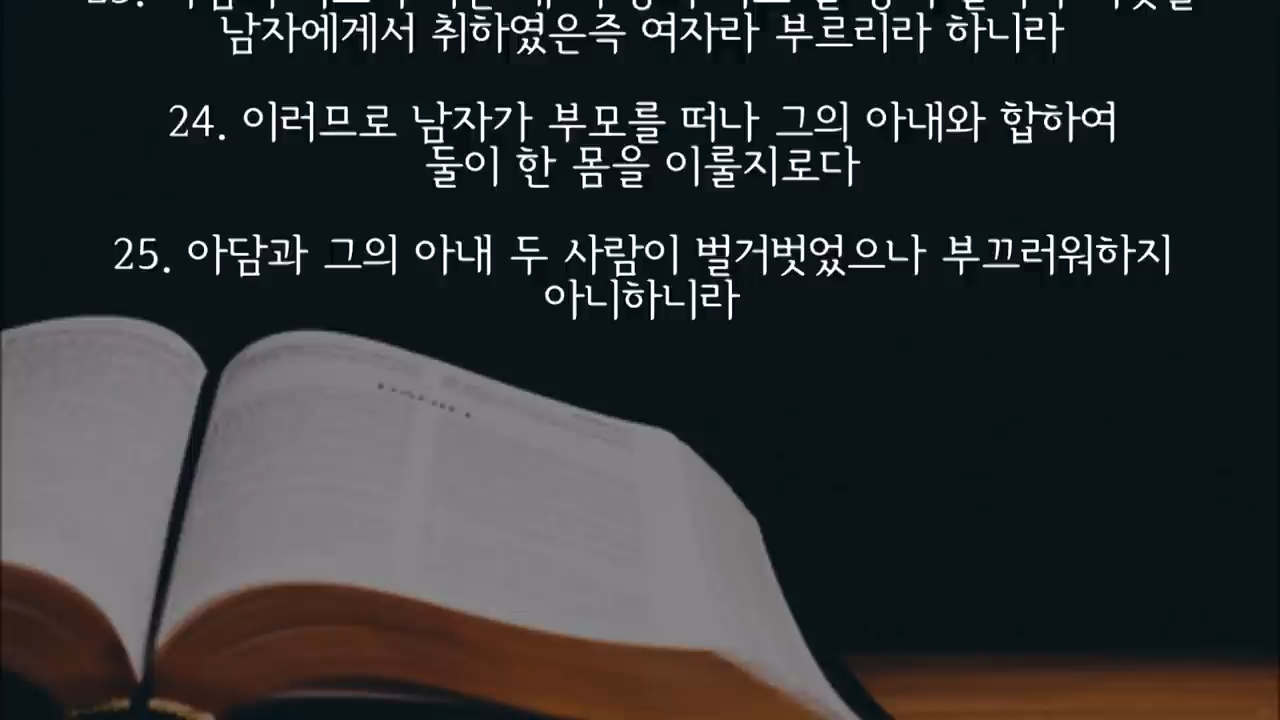 남자에게서 취하였은즉 여자라 부르리라 하니라
24. 이러므로 남자가 부모를 떠나 그의 아내와 합하여
둘이 한 몸을 이룰지로다
25. 아담과 그의 아내 두 사람이 벌거벗었으나 부끄러워하지
아니하니라